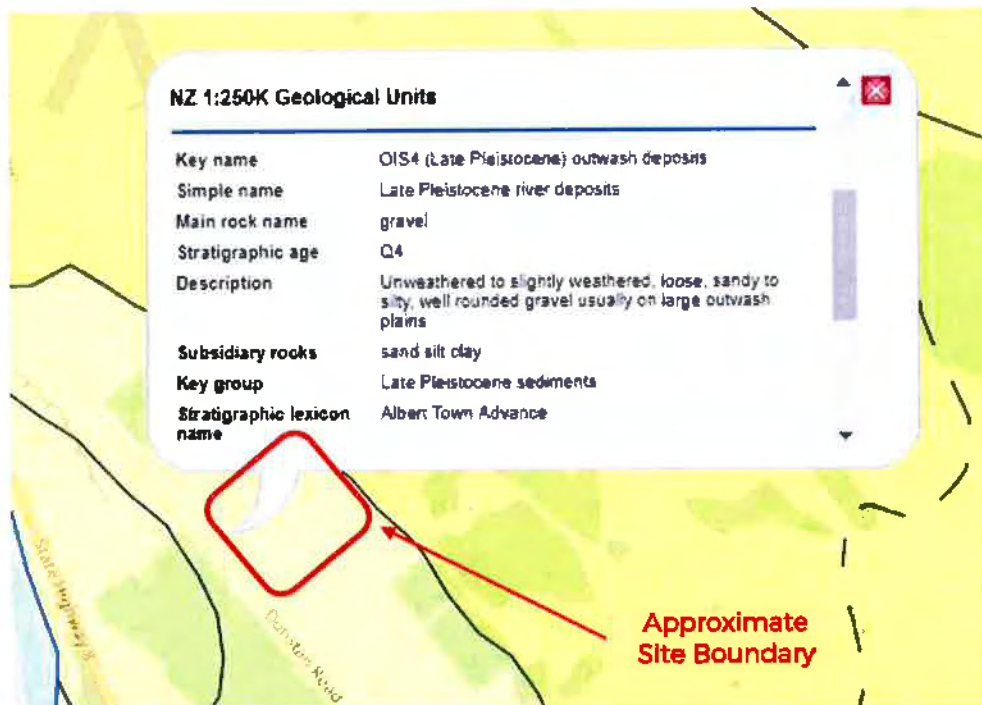 NZ 1:250K Geological Units
Key name OIS4 (Late Pleistocene) outwash deposits
Simple name Late Pleistocene river deposits
Main rock name gravel
Stratigraphic age Q4
Description Unweathered to slightly weathered, loose, sandy to
silty, well rounded gravel usually on large outwash
plains
Subsidiary rocks sand silt clay
Key group Late Pleistocene sediments
Stratigraphic lexicon Albert Town Advance
name
State Highway 8
Dunstan Road
Approximate
Site Boundary